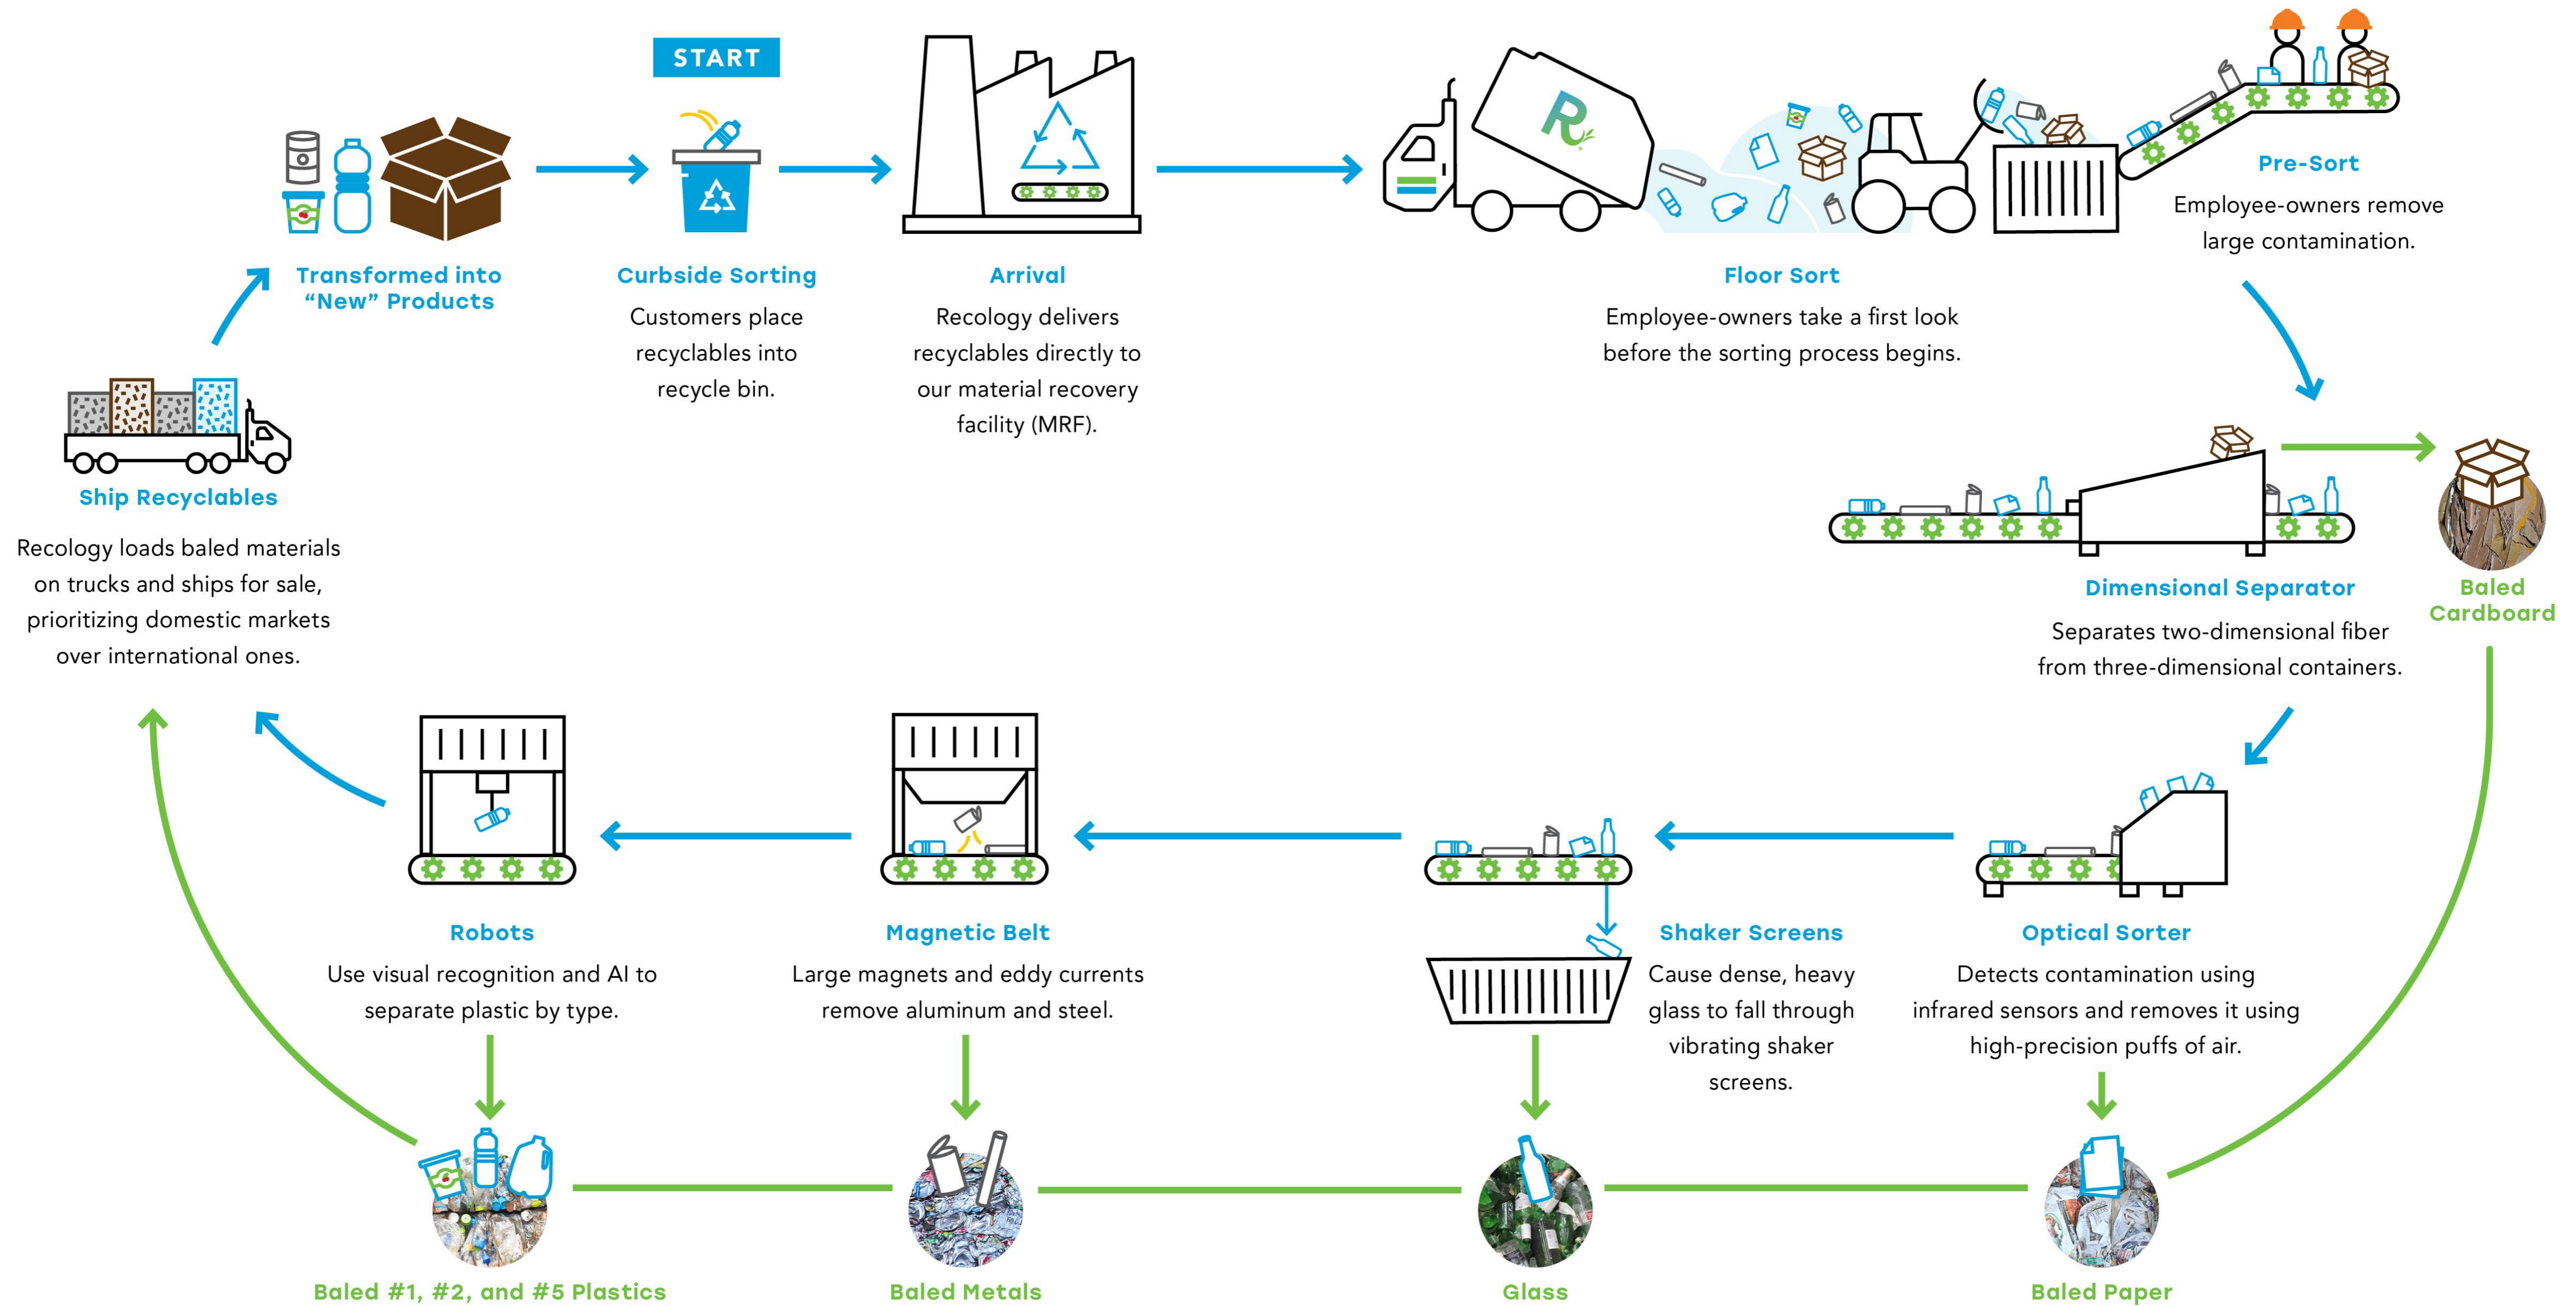 START
Transformed into
“New” Products
Curbside Sorting
Customers place
recyclables into
recycle bin.
Arrival
Recology delivers
recyclables directly to
our material recovery
facility (MRF).
R
Floor Sort
Employee-owners take a first look
before the sorting process begins.
Pre-Sort
Employee-owners remove
large contamination.
Dimensional Separator
Separates two-dimensional fiber
from three-dimensional containers.
Baled
Cardboard
Optical Sorter
Detects contamination using
infrared sensors and removes it using
high-precision puffs of air.
Baled Paper
Shaker Screens
Cause dense, heavy
glass to fall through
vibrating shaker
screens.
Glass
Magnetic Belt
Large magnets and eddy currents
remove aluminum and steel.
Baled Metals
Robots
Use visual recognition and AI to
separate plastic by type.
Baled #1, #2, and #5 Plastics
Ship Recyclables
Recology loads baled materials
on trucks and ships for sale,
prioritizing domestic markets
over international ones.